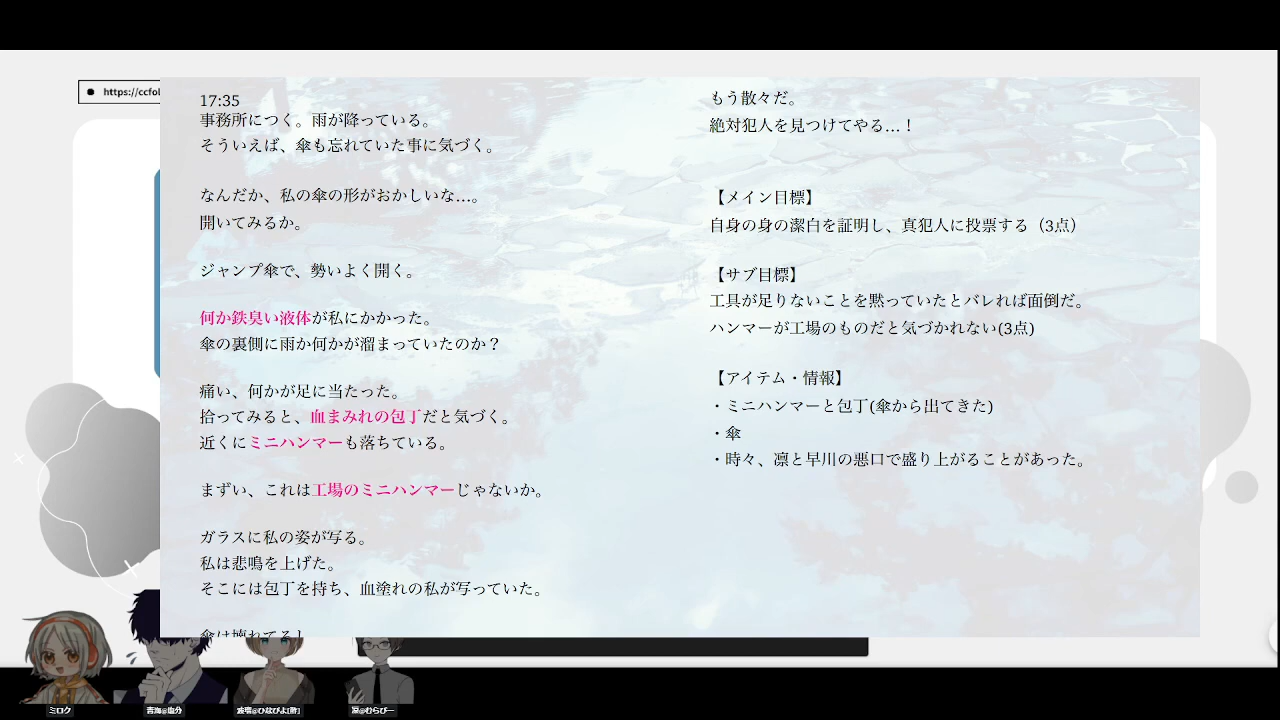 https://ccfol
17:35
事務所につく。雨が降っている。
そういえば、傘も忘れていた事に気づく。
なんだか、私の傘の形がおかしいな…。
開いてみるか。
ジャンプ傘で、勢いよく開く。
何か鉄臭い液体が私にかかった。
傘の裏側に雨か何かが溜まっていたのか？
痛い、何かが足に当たった。
拾ってみると、血まみれの包丁だと気づく。
近くにミニハンマーも落ちている。
まずい、これは工場のミニハンマーじゃないか。
ガラスに私の姿が写る。
私は悲鳴を上げた。
そこには包丁を持ち、血塗れの私が写っていた。
もう散々だ。
絶対犯人を見つけてやる…！
【メイン目標】
自身の身の潔白を証明し、真犯人に投票する（3点）
【サブ目標】
工具が足りないことを黙っていたとバレれば面倒だ。
ハンマーが工場のものだと気づかれない(3点)
【アイテム・情報】
・ミニハンマーと包丁(傘から出てきた)
・傘
・時々、凛と早川の悪口で盛り上がることがあった。
ミロク